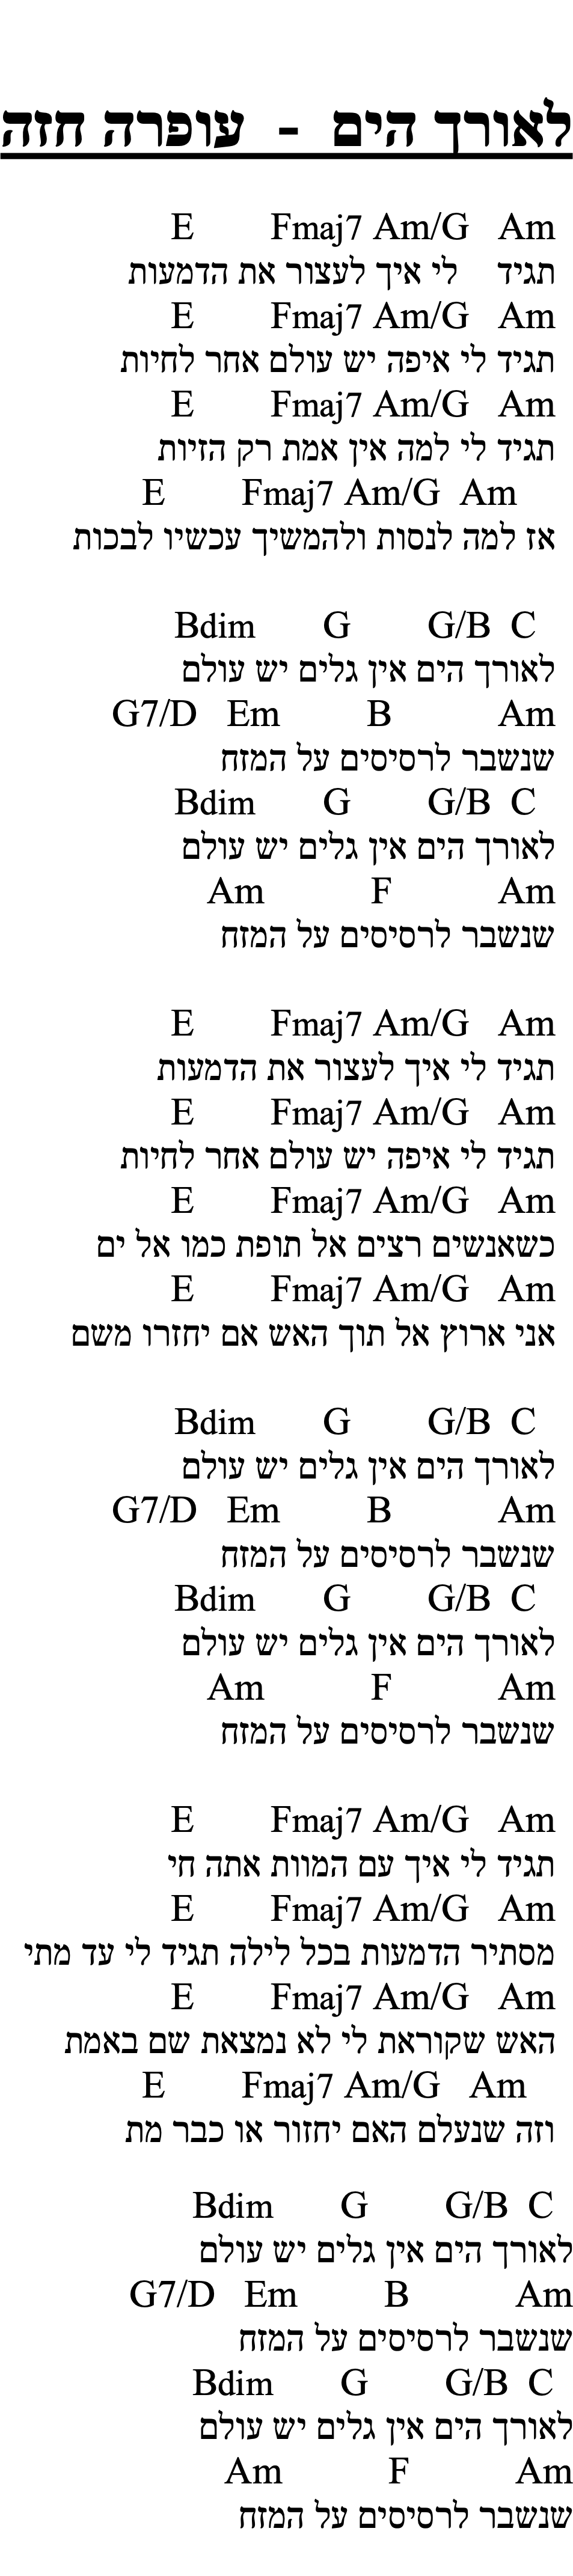 לאורך הים - עופרה חזה
E Fmaj7 Am/G Am
תגיד לי איך לעצור את הדמעות
E Fmaj7 Am/G Am
תגיד לי איפה יש עולם אחר לחיות
E Fmaj7 Am/G Am
תגיד לי למה אין אמת רק הזיות
E Fmaj7 Am/G Am
אז למה לנסות ולהמשיך עכשיו לבכות
Bdim G G/B C
לאורך הים אין גלים יש עולם
G7/D Em B Am
שנשבר לרסיסים על המזח
Bdim G G/B C
לאורך הים אין גלים יש עולם
Am F Am
שנשבר לרסיסים על המזח
E Fmaj7 Am/G Am
תגיד לי איך לעצור את הדמעות
E Fmaj7 Am/G Am
תגיד לי איפה יש עולם אחר לחיות
E Fmaj7 Am/G Am
כשאנשים רצים אל תופת כמו אל ים
E Fmaj7 Am/G Am
אני ארוץ אל תוך האש אם יחזרו משם
Bdim G G/B C
לאורך הים אין גלים יש עולם
G7/D Em B Am
שנשבר לרסיסים על המזח
Bdim G G/B C
לאורך הים אין גלים יש עולם
Am F Am
שנשבר לרסיסים על המזח
E Fmaj7 Am/G Am
תגיד לי איך עם המוות אתה חי
E Fmaj7 Am/G Am
מסתיר הדמעות בכל לילה תגיד לי עד מתי
E Fmaj7 Am/G Am
האש שקוראת לי לא נמצאת שם באמת
E Fmaj7 Am/G Am
וזה שנעלם האם יחזור או כבר מת
Bdim G G/B C
לאורך הים אין גלים יש עולם
G7/D Em B Am
שנשבר לרסיסים על המזח
Bdim G G/B C
לאורך הים אין גלים יש עולם
Am F Am
שנשבר לרסיסים על המזח